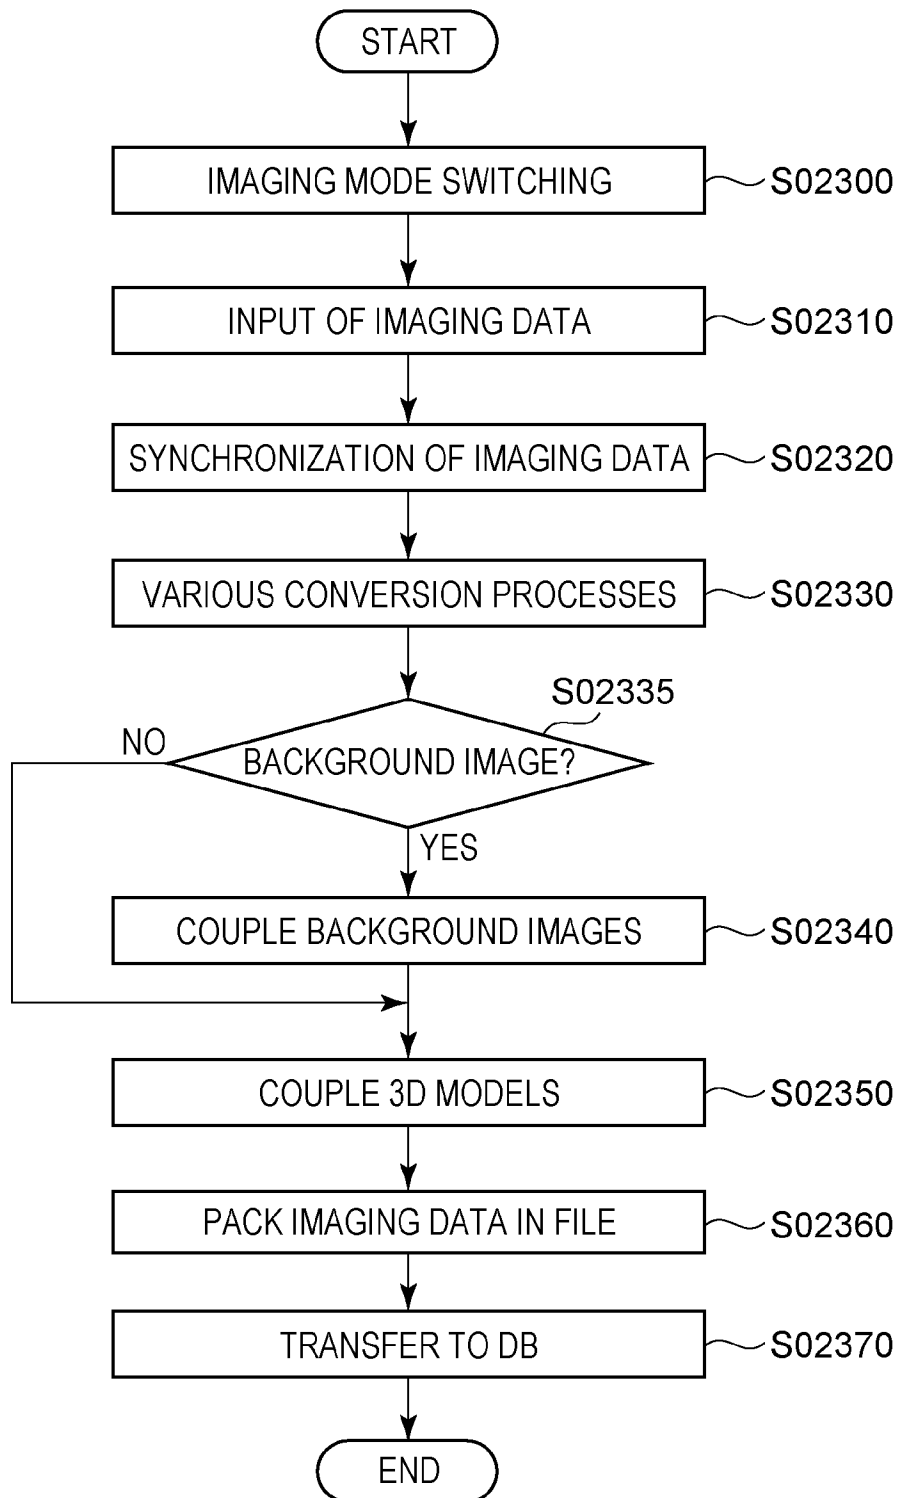 START
IMAGING MODE SWITCHING S02300
INPUT OF IMAGING DATA S02310
SYNCHRONIZATION OF IMAGING DATA S02320
VARIOUS CONVERSION PROCESSES S02330
S02335
NO
BACKGROUND IMAGE?
YES
COUPLE BACKGROUND IMAGES S02340
COUPLE 3D MODELS S02350
PACK IMAGING DATA IN FILE S02360
TRANSFER TO DB S02370
END